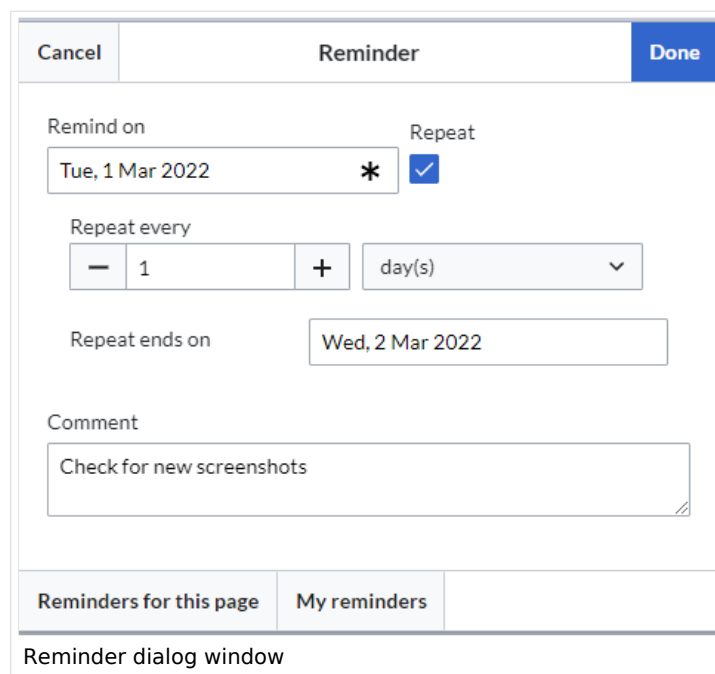 Cancel Reminder Done
Remind on
Repeat
Tue, 1 Mar 2022 *
Repeat every
1 day(s)
Repeat ends on Wed, 2 Mar 2022
Comment
Check for new screenshots
Reminders for this page My reminders
Reminder dialog window